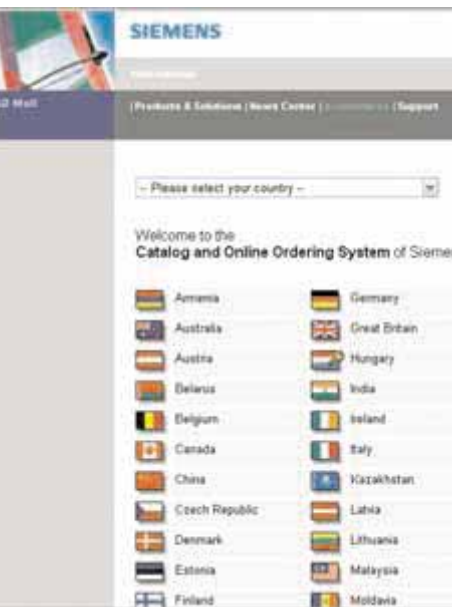 SIEMENS
Mall
|Products & Solutions |News Center | |Support
– Please select your country –
Welcome to the
Catalog and Online Ordering System of Sieme
Armenia
Australia
Austria
Belarus
Belgium
Canada
China
Czech Republic
Denmark
Estonia
Finland
Germany
Great Britain
Hungary
India
Ireland
Italy
Kazakhstan
Latvia
Lithuania
Malaysia
Moldavia